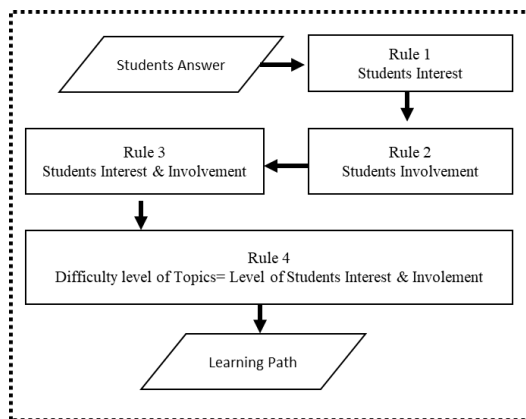 Students Answer
Rule 1
Students Interest
Rule 2
Students Involvement
Rule 3
Students Interest & Involvement
Rule 4
Difficulty level of Topics= Level of Students Interest & Involement
Learning Path